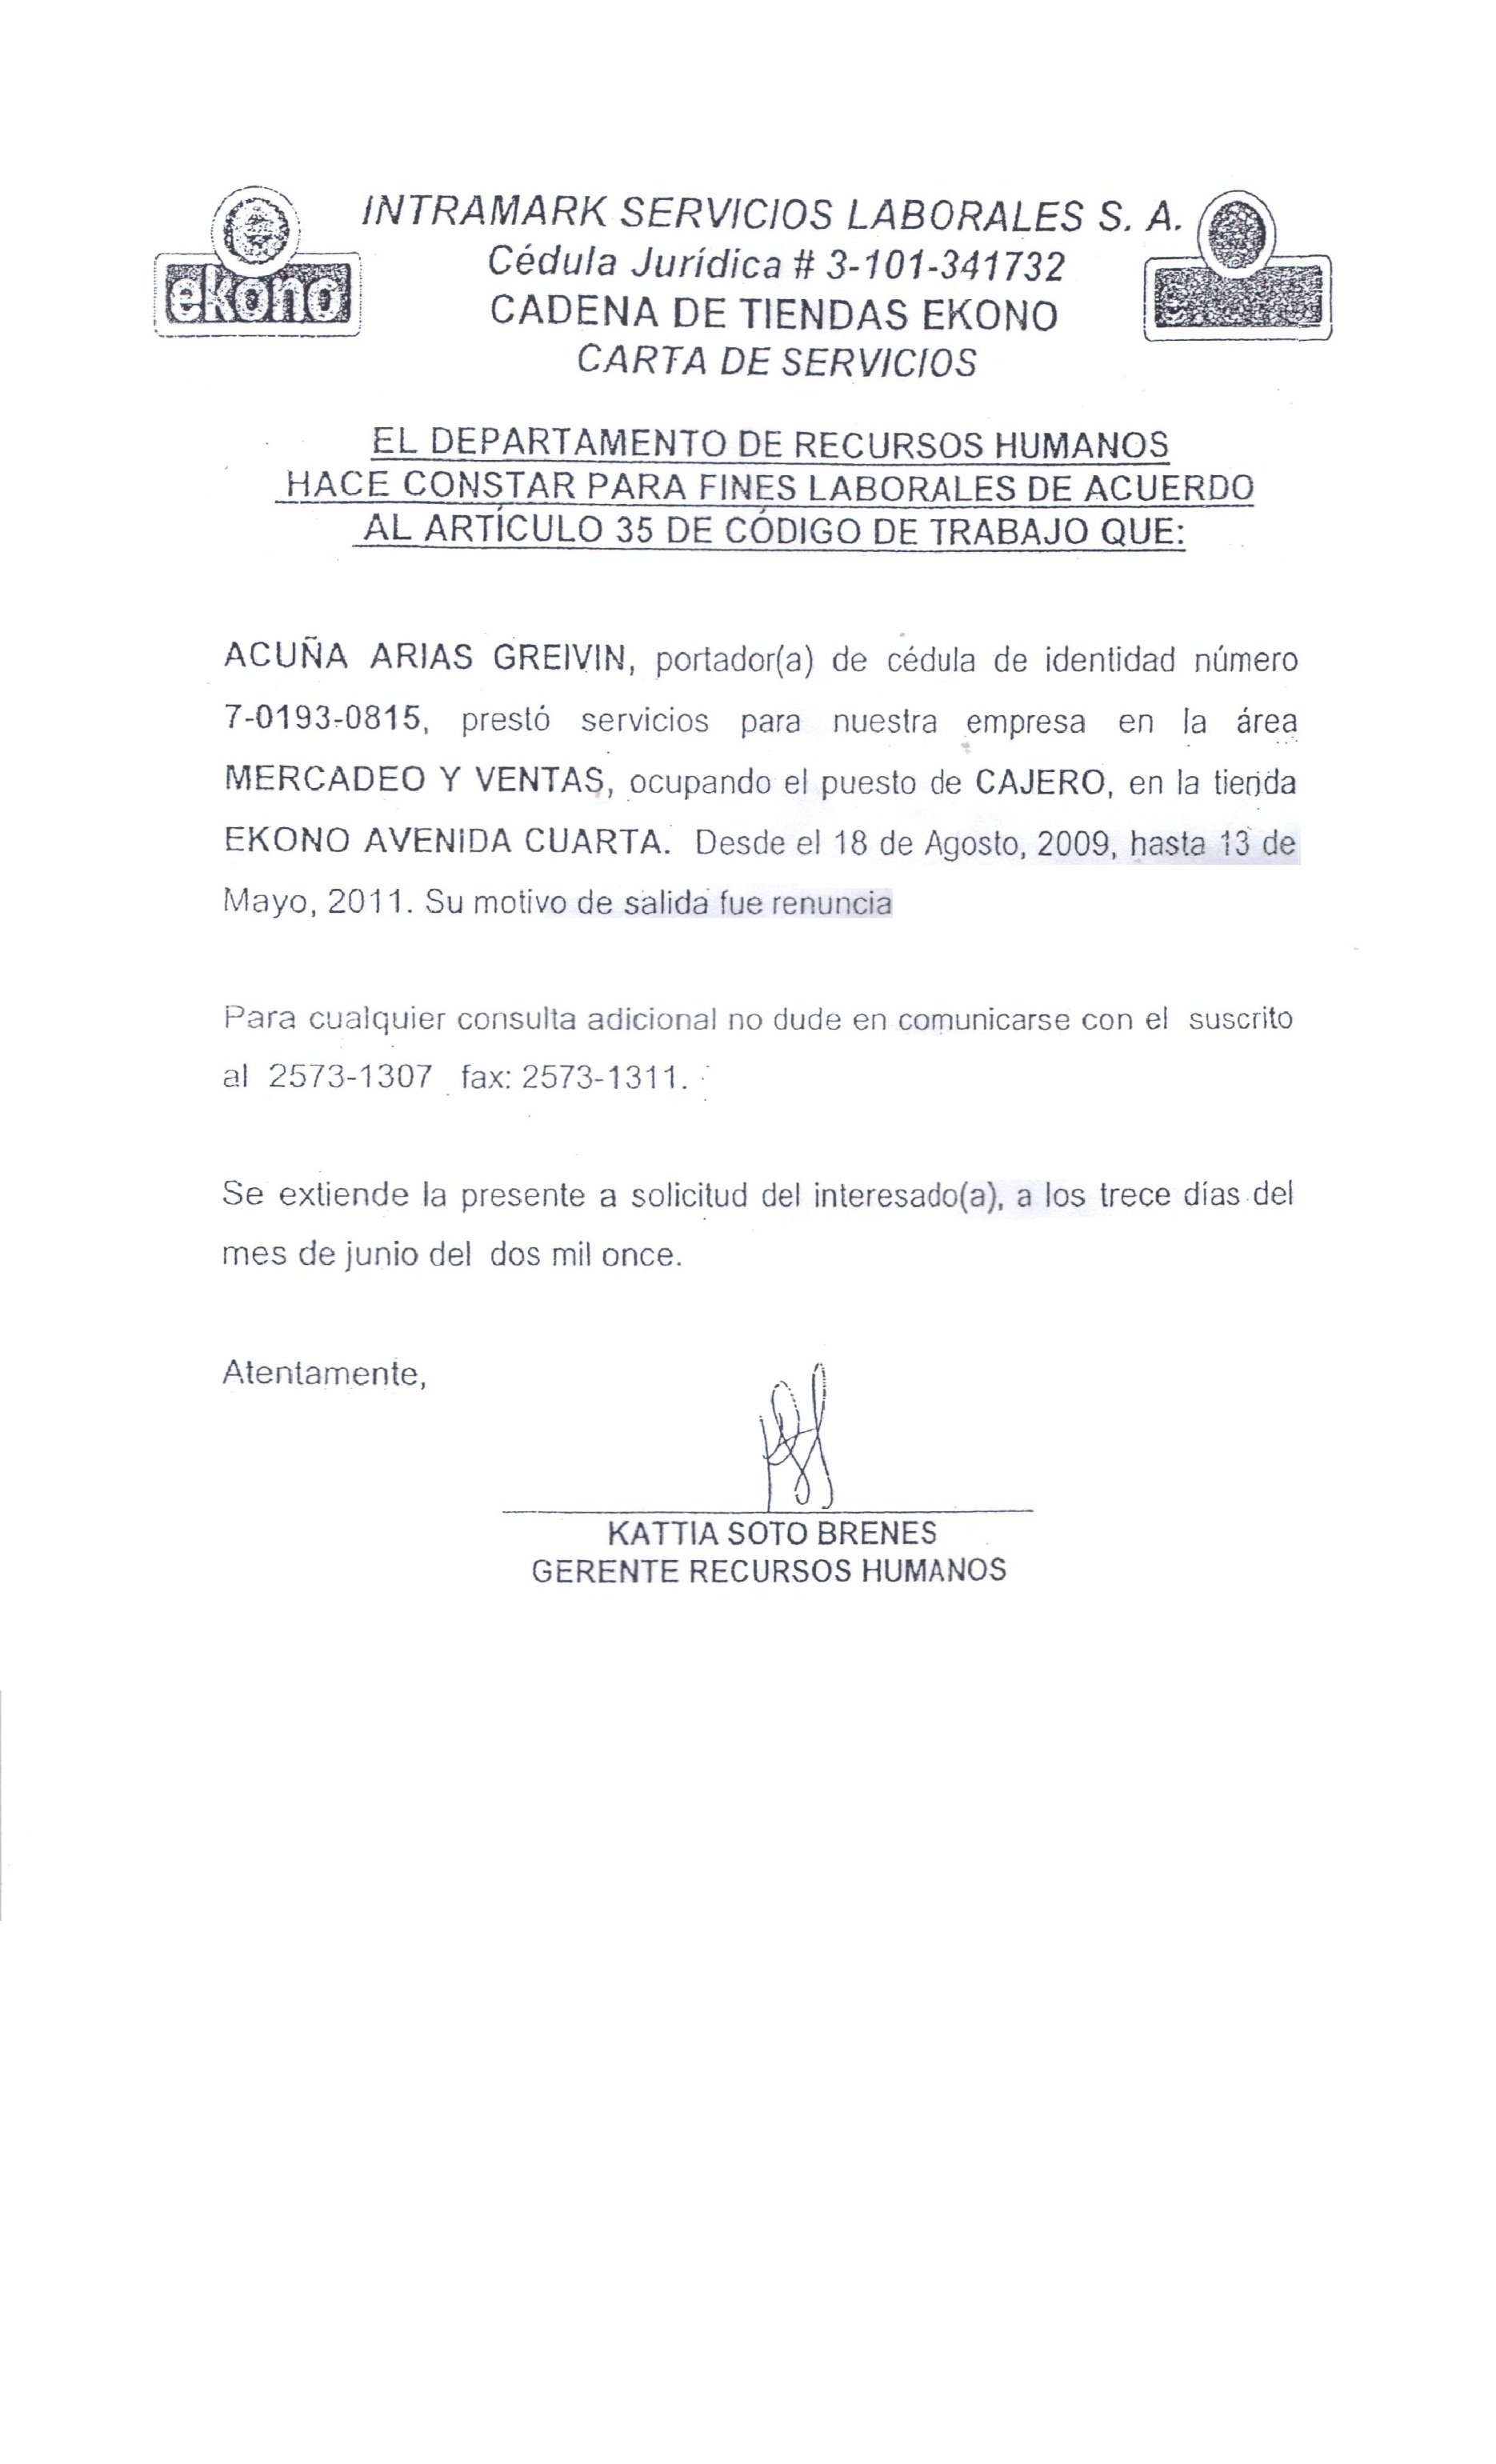 INTRAMARK SERVICIOS LABORALES S. A.
Cédula Jurídica # 3-101-341732
ekono
CADENA DE TIENDAS EKONO
CARTA DE SERVICIOS
EL DEPARTAMENTO DE RECURSOS HUMANOS
HACE CONSTAR PARA FINES LABORALES DE ACUERDO
AL ARTÍCULO 35 DE CÓDIGO DE TRABAJO QUE:
ACUÑA ARIAS GREIVIN, portador(a) de cédula de identidad número
7-0193-0815, prestó servicios para nuestra empresa en la área
MERCADEO Y VENTAS, ocupando el puesto de CAJERO, en la tienda
EKONO AVENIDA CUARTA. Desde el 18 de Agosto, 2009, hasta 13 de
Mayo, 2011. Su motivo de salida fue renuncia
Para cualquier consulta adicional no dude en comunicarse con el suscrito
al 2573-1307 fax: 2573-1311.
Se extiende la presente a solicitud del interesado(a), a los trece días del
mes de junio del dos mil once.
Atentamente,
KATTIA SOTO BRENES
GERENTE RECURSOS HUMANOS